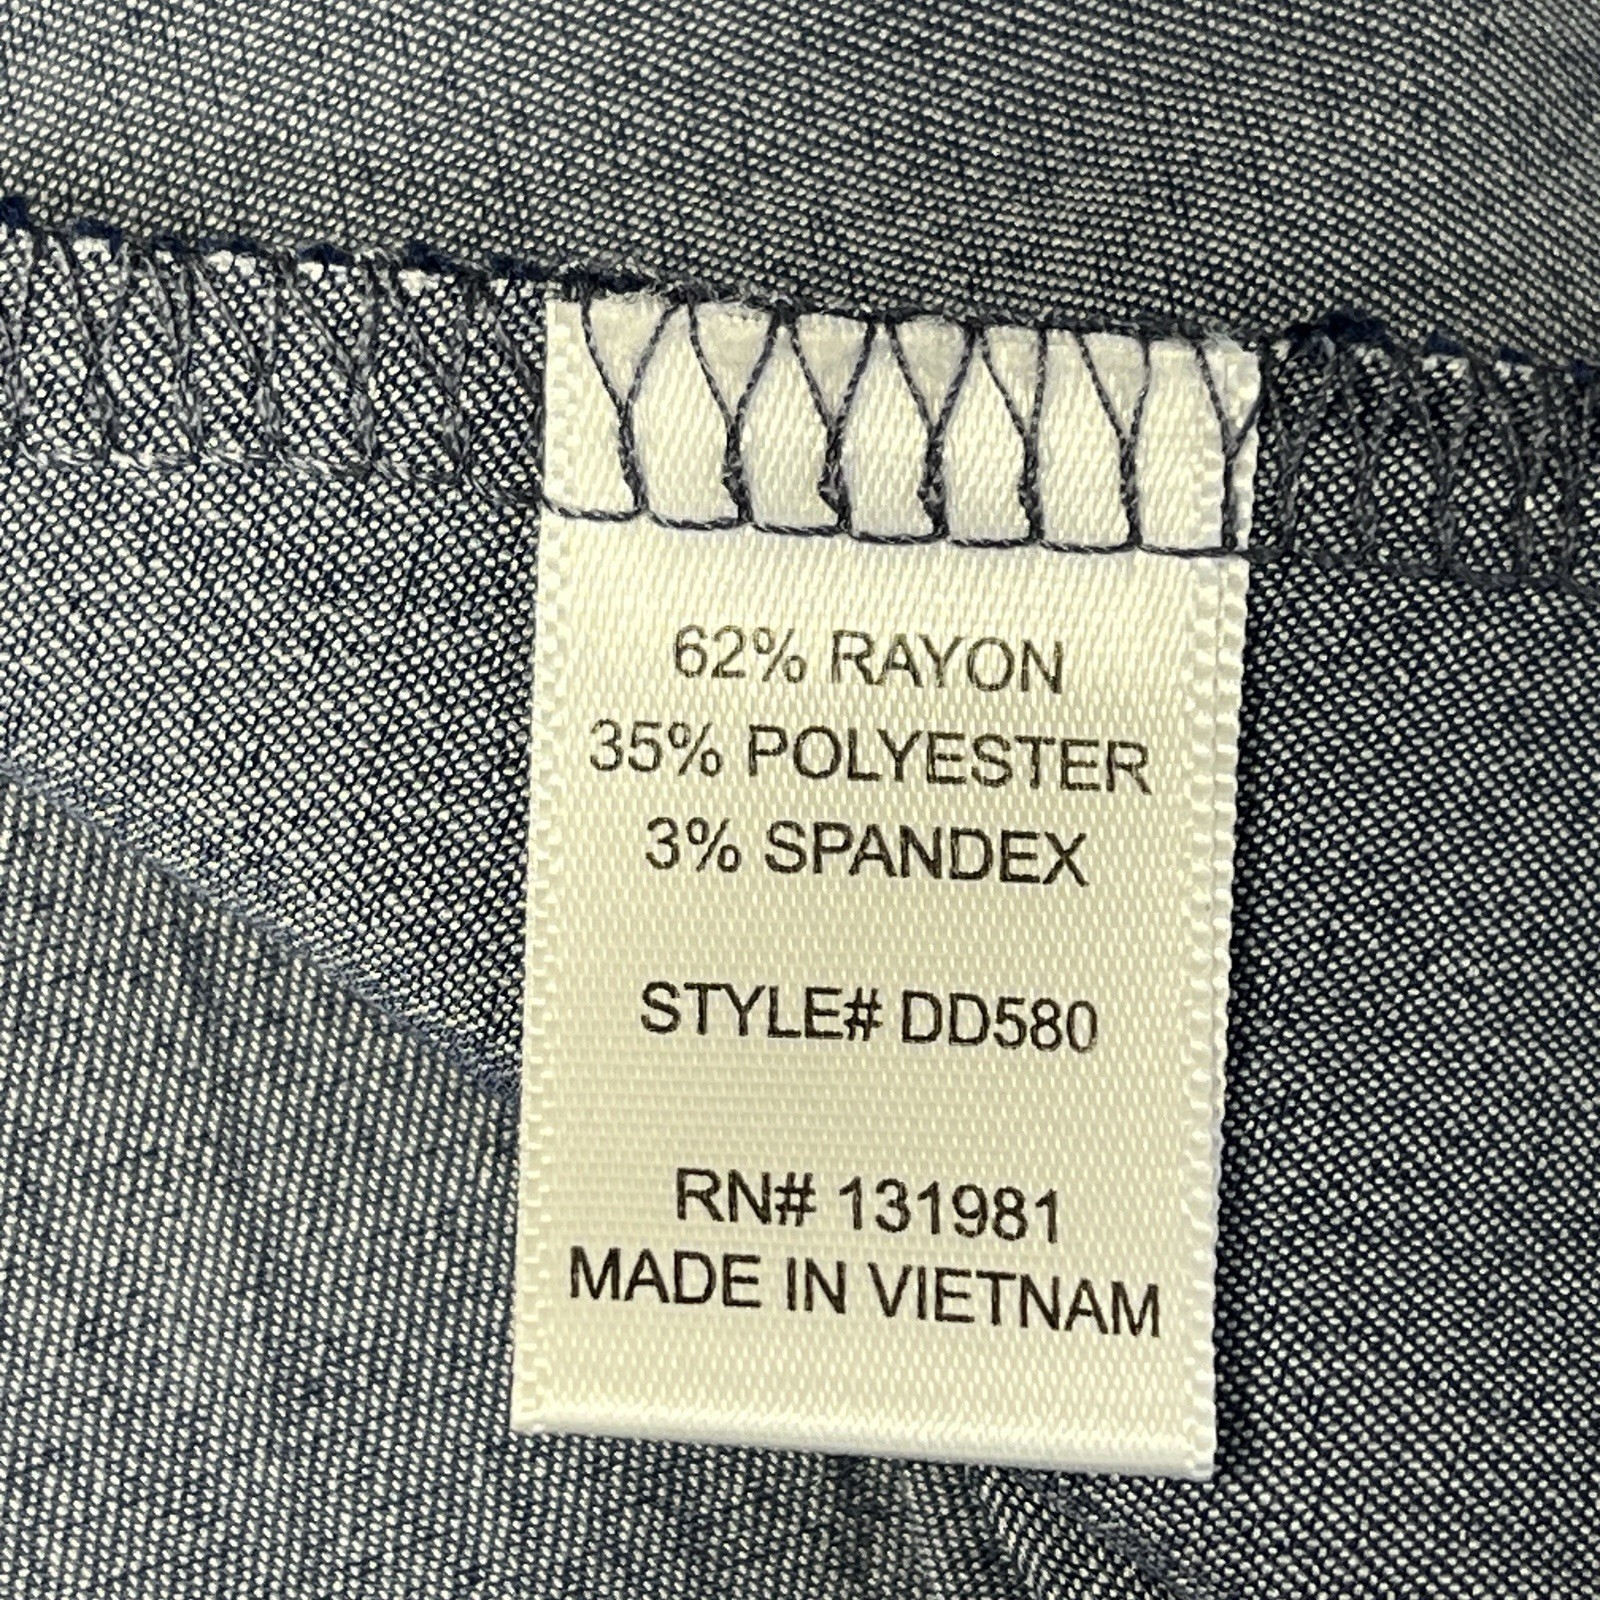 62% RAYON
35% POLYESTER
3% SPANDEX
STYLE# DD580
RN# 131981
MADE IN VIETNAM